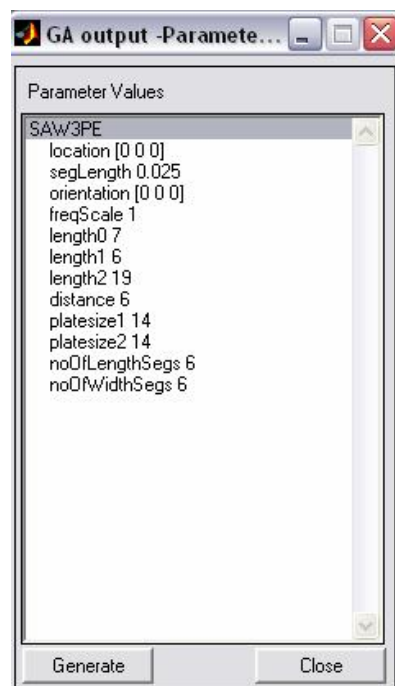 GA output -Paramete...
Parameter Values
SAW3PE
location [0 0 0]
segLength 0.025
orientation [0 0 0]
freqScale 1
length0 7
length1 6
length2 19
distance 6
platesize1 14
platesize2 14
noOfLengthSegs 6
noOfWidthSegs 6
Generate
Close